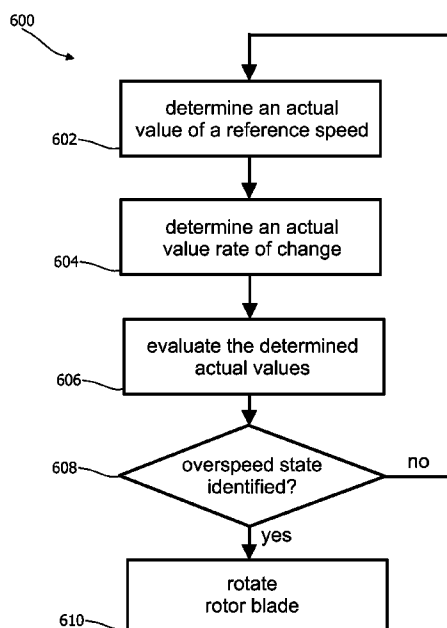 600
determine an actual
value of a reference speed
602
determine an actual
value rate of change
604
evaluate the determined
actual values
606
overspeed state
identified?
608
no
yes
rotate
rotor blade
610